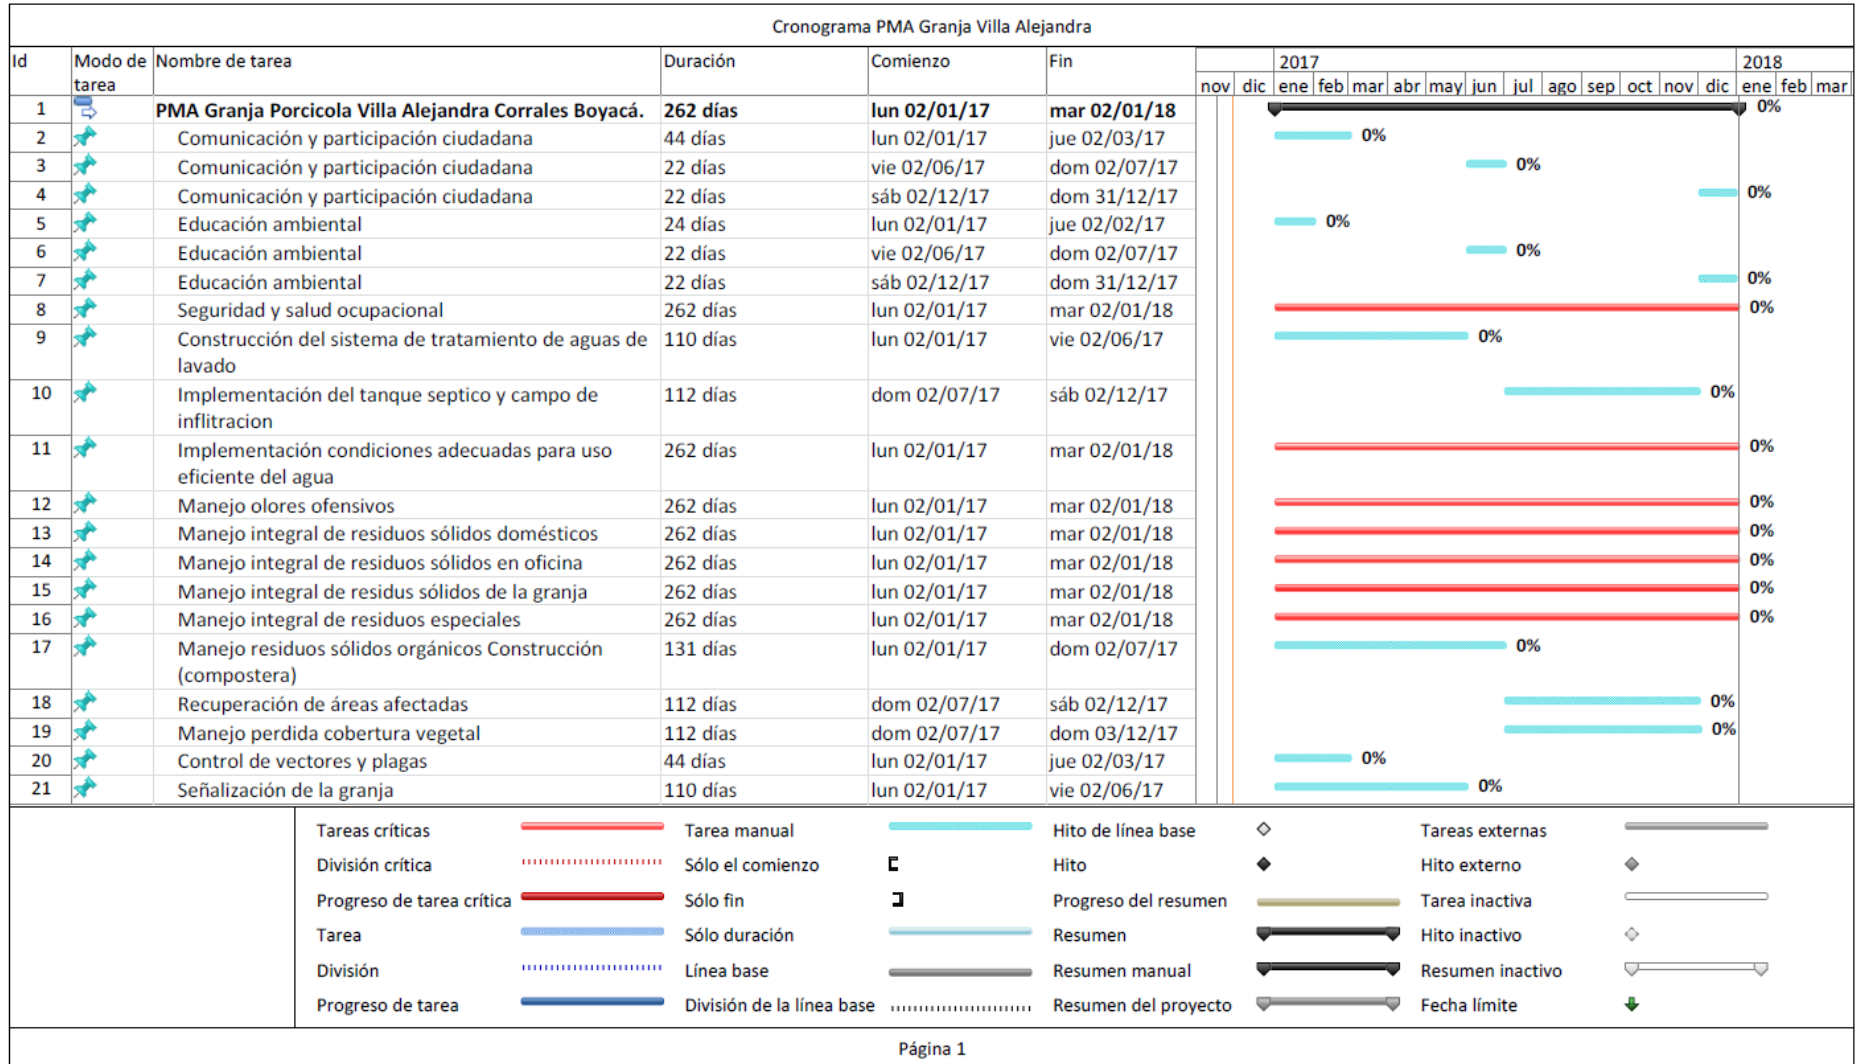 Cronograma PMA Granja Villa Alejandra
Id Modo de tarea Nombre de tarea Duración Comienzo Fin
2017 2018
nov dic ene feb mar abr may jun jul ago sep oct nov dic ene feb mar
1 PMA Granja Porcicola Villa Alejandra Corrales Boyacá. 262 días lun 02/01/17 mar 02/01/18 0%
2 Comunicación y participación ciudadana 44 días lun 02/01/17 jue 02/03/17 0%
3 Comunicación y participación ciudadana 22 días vie 02/06/17 dom 02/07/17 0%
4 Comunicación y participación ciudadana 22 días sáb 02/12/17 dom 31/12/17 0%
5 Educación ambiental 24 días lun 02/01/17 jue 02/02/17 0%
6 Educación ambiental 22 días vie 02/06/17 dom 02/07/17 0%
7 Educación ambiental 22 días sáb 02/12/17 dom 31/12/17 0%
8 Seguridad y salud ocupacional 262 días lun 02/01/17 mar 02/01/18 0%
9 Construcción del sistema de tratamiento de aguas de 110 días lun 02/01/17 vie 02/06/17 0%
lavado
10 Implementación del tanque septico y campo de 112 días dom 02/07/17 sáb 02/12/17 0%
inflitracion
11 Implementación condiciones adecuadas para uso 262 días lun 02/01/17 mar 02/01/18 0%
eficiente del agua
12 Manejo olores ofensivos 262 días lun 02/01/17 mar 02/01/18 0%
13 Manejo integral de residuos sólidos domésticos 262 días lun 02/01/17 mar 02/01/18 0%
14 Manejo integral de residuos sólidos en oficina 262 días lun 02/01/17 mar 02/01/18 0%
15 Manejo integral de residus sólidos de la granja 262 días lun 02/01/17 mar 02/01/18 0%
16 Manejo integral de residuos especiales 262 días lun 02/01/17 mar 02/01/18 0%
17 Manejo residuos sólidos orgánicos Construcción 131 días lun 02/01/17 dom 02/07/17 0%
(compostera)
18 Recuperación de áreas afectadas 112 días dom 02/07/17 sáb 02/12/17 0%
19 Manejo perdida cobertura vegetal 112 días dom 02/07/17 dom 03/12/17 0%
20 Control de vectores y plagas 44 días lun 02/01/17 jue 02/03/17 0%
21 Señalización de la granja 110 días lun 02/01/17 vie 02/06/17 0%
Tareas críticas Tarea manual Hito de línea base Tareas externas
División crítica Sólo el comienzo Hito Hito externo
Progreso de tarea crítica Sólo fin Progreso del resumen Tarea inactiva
Tarea Sólo duración Resumen Hito inactivo
División Línea base Resumen manual Resumen inactivo
Progreso de tarea División de la línea base Resumen del proyecto Fecha límite
Página 1